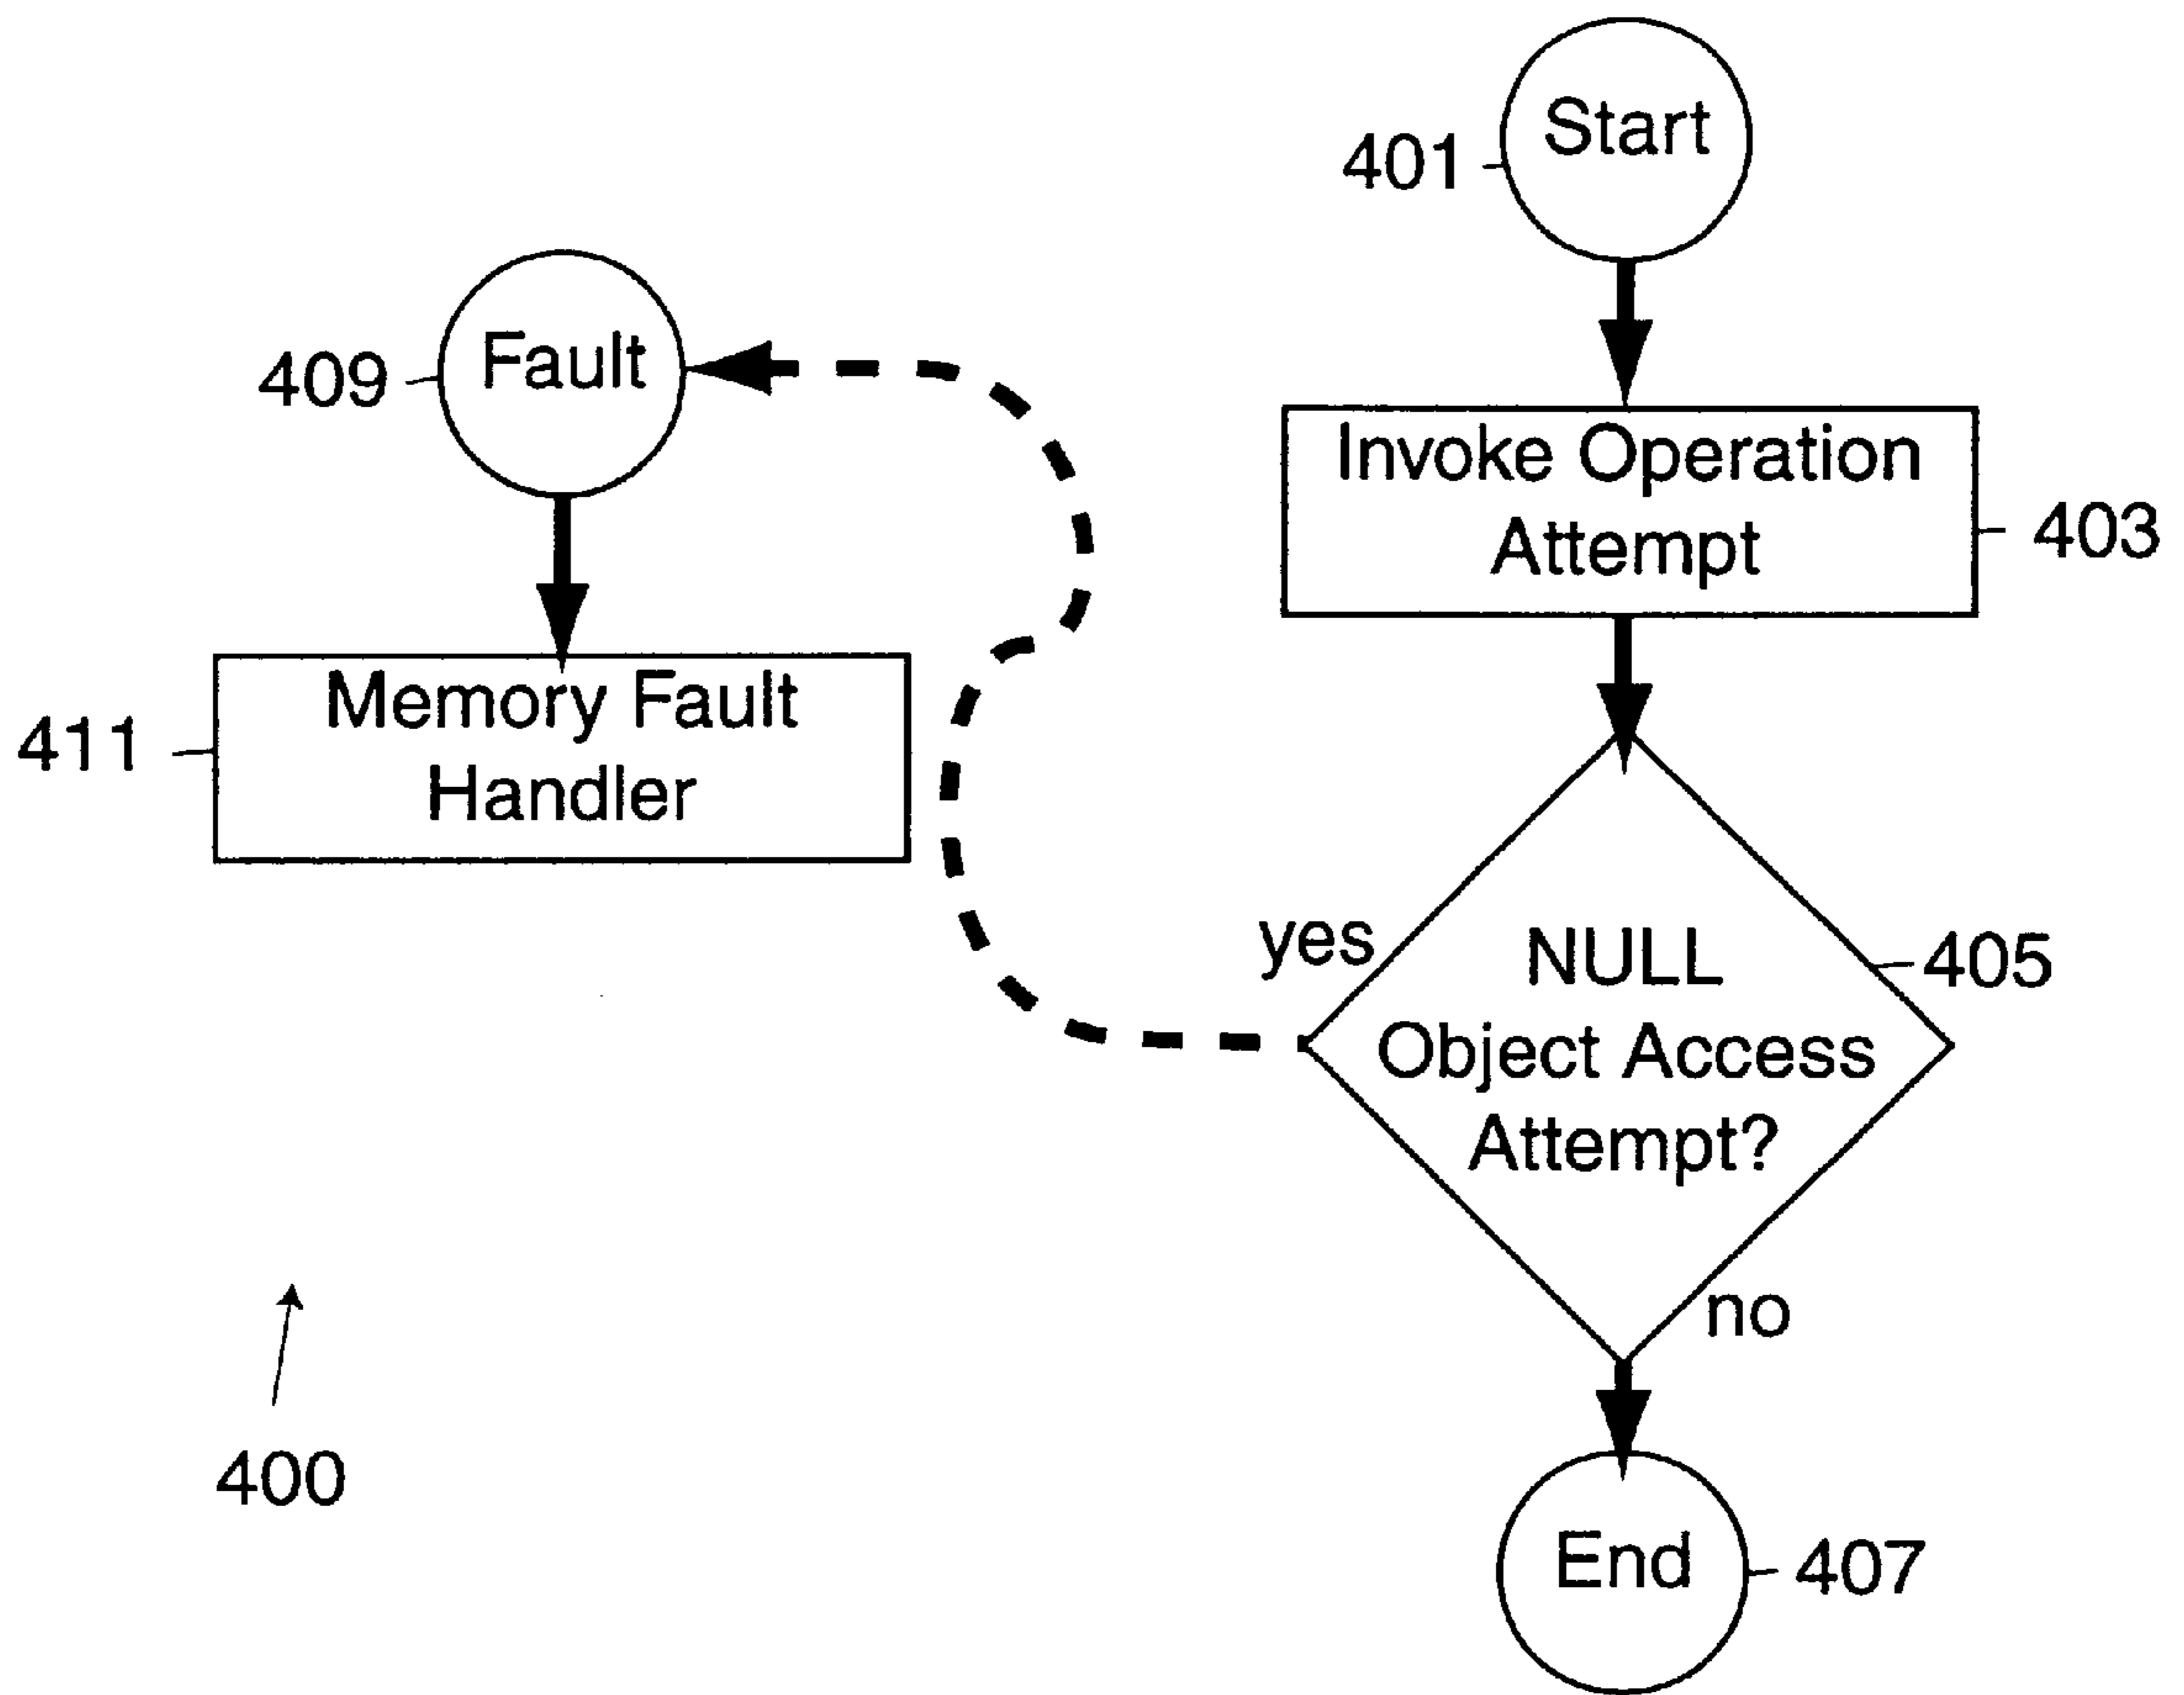 Start
401
Fault
409
Invoke Operation
Attempt
403
Memory Fault
Handler
411
yes
NULL
Object Access
Attempt?
405
no
400
End
407